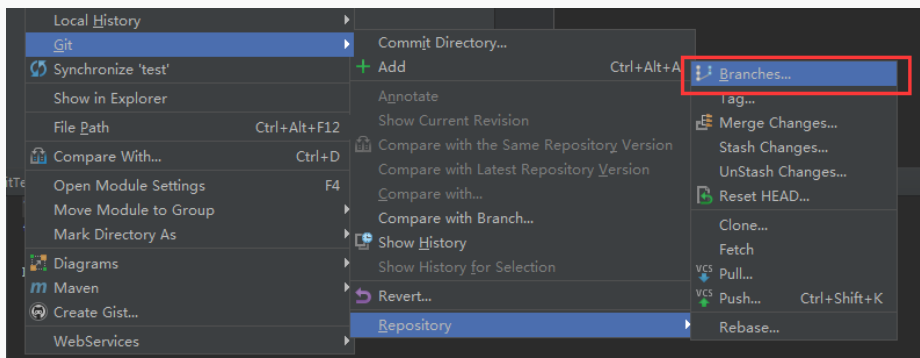 Local History
Git
Synchronize 'test'
Show in Explorer
File Path Ctrl+Alt+F12
Compare With... Ctrl+D
Open Module Settings F4
Move Module to Group
Mark Directory As
Diagrams
Maven
Create Gist...
WebServices
Commit Directory...
Add Ctrl+Alt+A
Annotate
Show Current Revision
Compare with the Same Repository Version
Compare with Latest Repository Version
Compare with...
Compare with Branch...
Show History
Show History for Selection
Revert...
Repository
Branches...
Tag...
Merge Changes...
Stash Changes...
UnStash Changes...
Reset HEAD...
Clone...
Fetch
VCS Pull...
VCS Push... Ctrl+Shift+K
Rebase...